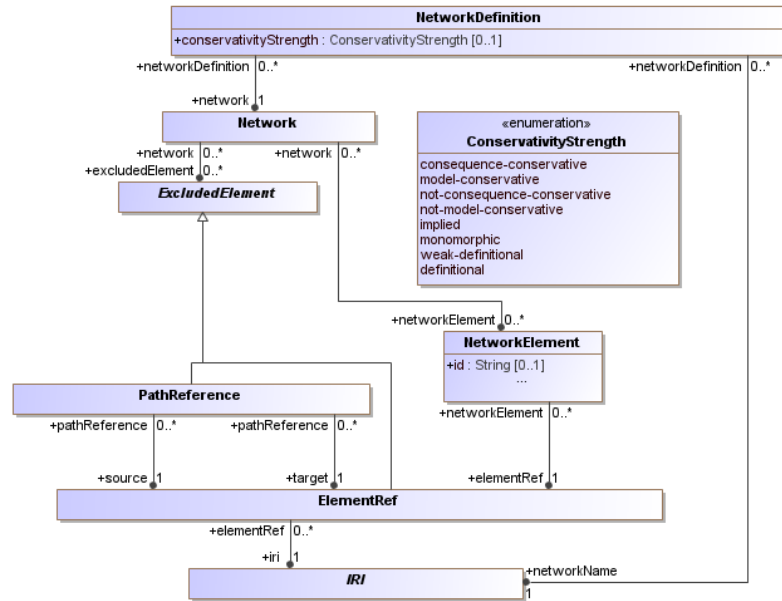 NetworkDefinition
+conservativityStrength : ConservativityStrength [0..1]
+networkDefinition 0..*
+networkDefinition 0..*
+network 1
Network
«enumeration»
ConservativityStrength
consequence-conservative
model-conservative
not-consequence-conservative
not-model-conservative
implied
monomorphic
weak-definitional
definitional
+network 0..*
+network 0..*
+excludedElement 0..*
ExcludedElement
+networkElement 0..*
NetworkElement
+id : String [0..1]
...
PathReference
+networkElement 0..*
+pathReference 0..*
+pathReference 0..*
+source 1
+target 1
+elementRef 1
ElementRef
+elementRef 0..*
+iri 1
IRI
+networkName
1